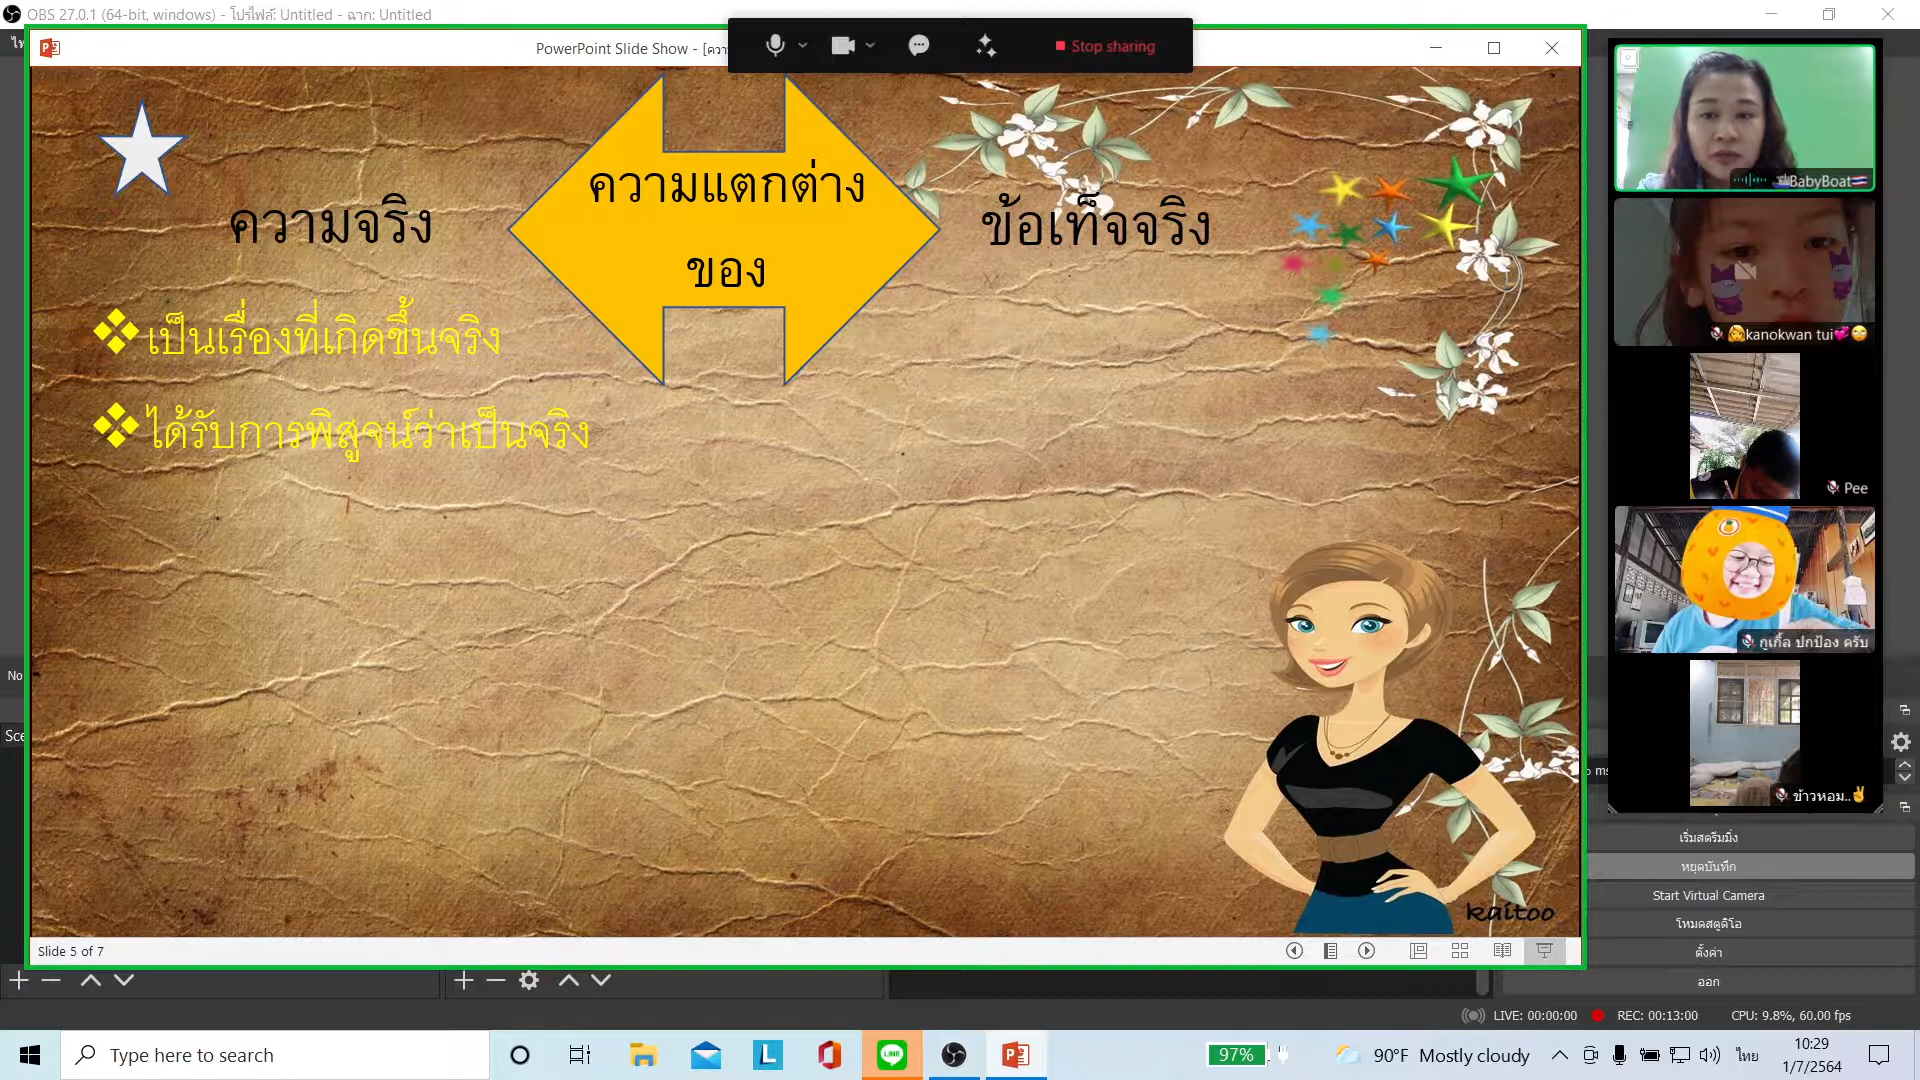 OBS 27.0.1 (64-bit, windows) - โปรไฟล์: Untitled - ฉาก: Untitled
PowerPoint Slide Show - [ควา
Stop sharing
ความแตกต่าง
ของ
ความจริง
ข้อเท็จจริง
เป็นเรื่องที่เกิดขึ้นจริง
ได้รับการพิสูจน์ว่าเป็นจริง
kaitoo
Slide 5 of 7
BabyBoat
kanokwan tui
Pee
กูเกิ้ล ปกป้อง ครับ
ข้าวหอม..
No
Sce
ms
เริ่มสตรีมมิ่ง
หยุดบันทึก
Start Virtual Camera
โหมดสตูดิโอ
ตั้งค่า
ออก
LIVE: 00:00:00
REC: 00:13:00
CPU: 9.8%, 60.00 fps
Type here to search
97%
90°F Mostly cloudy
ไทย
10:29
1/7/2564